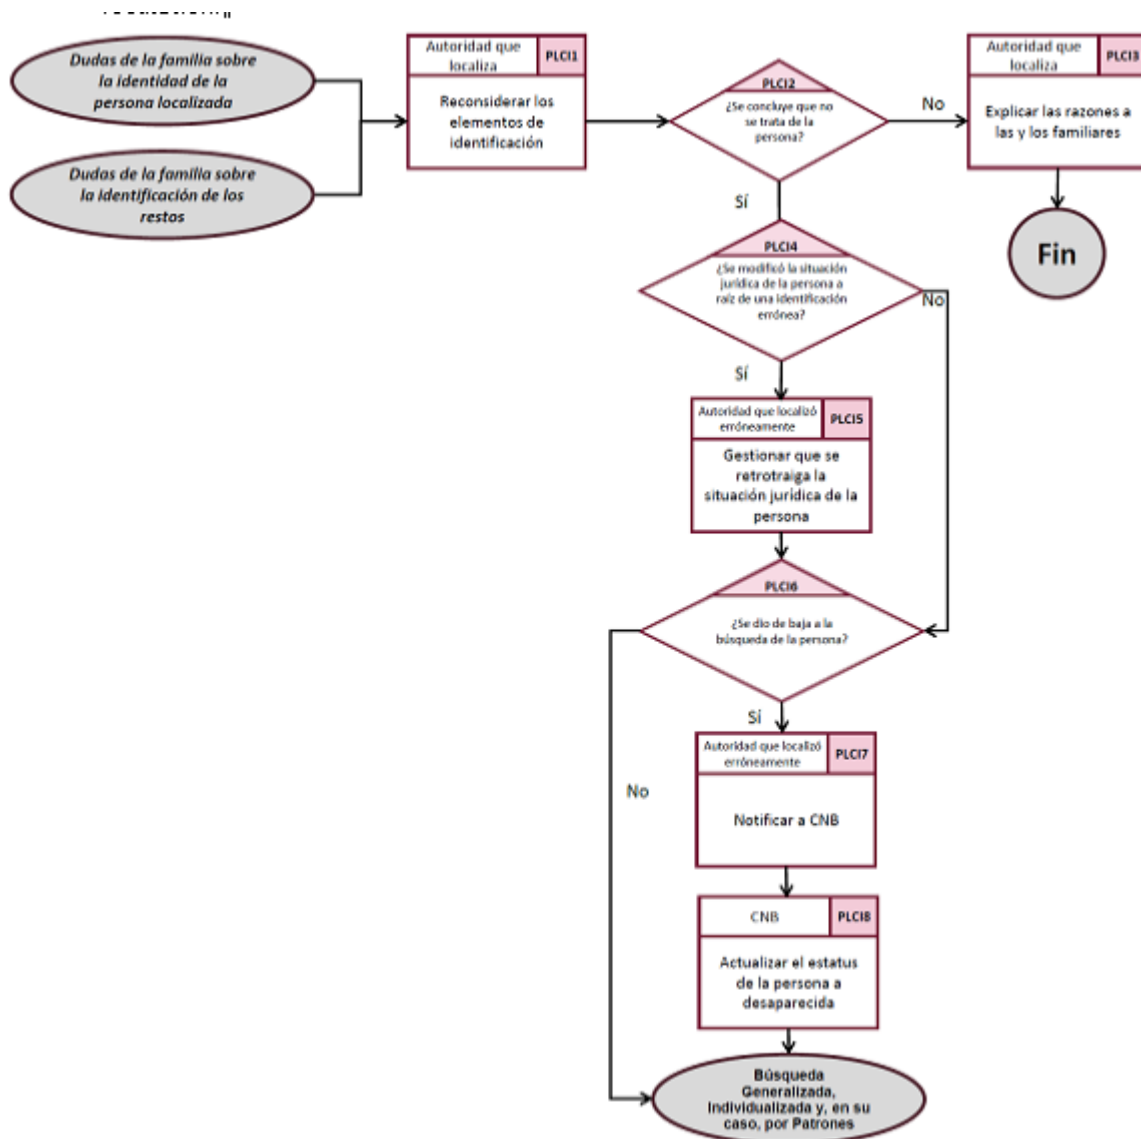 Dudas de la familia sobre
la identidad de la
persona localizada
Dudas de la familia sobre
la identificación de los
restos
Autoridad que
localiza
PLCI1
Reconsiderar los
elementos de
identificación
PLCI2
¿Se concluye que no
se trata de la
persona?
No
Autoridad que
localiza
PLCI3
Explicar las razones a
las y los familiares
Fin
Sí
PLCI4
¿Se modificó la situación
jurídica de la persona a
raíz de una identificación
errónea?
No
Sí
Autoridad que localizó
erróneamente
PLCI5
Gestionar que se
retrotraiga la
situación jurídica de la
persona
PLCI6
¿Se dio de baja a la
búsqueda de la persona?
Sí
No
Autoridad que localizó
erróneamente
PLCI7
Notificar a CNB
CNB
PLCI8
Actualizar el estatus
de la persona a
desaparecida
Búsqueda
Generalizada,
Individualizada y, en su
caso, por Patrones